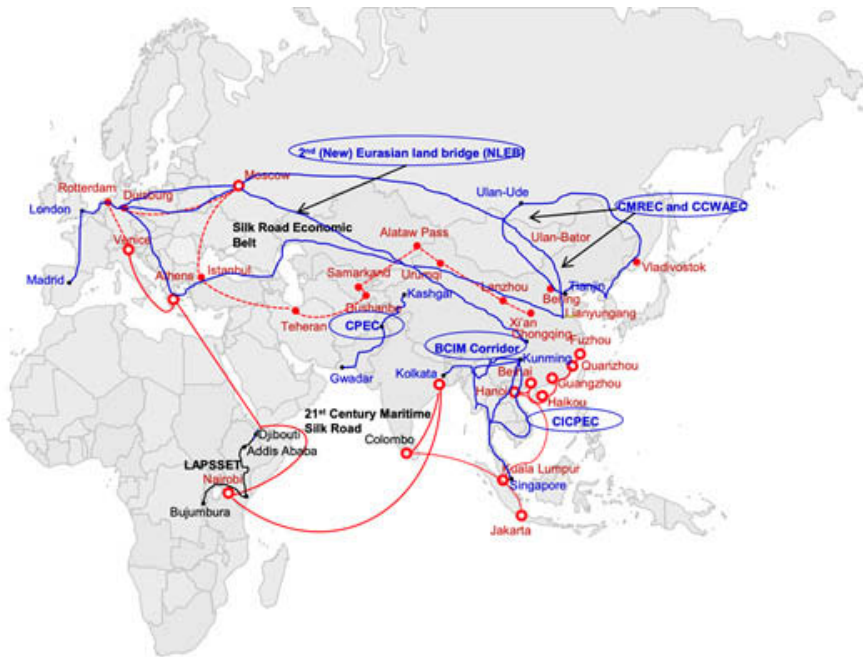 2nd (New) Eurasian land bridge (NLEB)
Moscow
Rotterdam
Duisburg
Ulan-Ude
London
CMREC and CCWAEC
Silk Road Economic
Belt
Alataw Pass
Ulan-Bator
Venice
Urumqi
Vladivostok
Madrid
Athens
Istanbul
Samarkand
Lanzhou
Beijing
Tianjin
Dushanbe
Kashgar
Lianyungang
Teheran
Xi'an
CPEC
Chongqing
Fuzhou
BCIM Corridor
Gwadar
Kolkata
Kunming
Quanzhou
Beihai
Guangzhou
Hanoi
Haikou
21st Century Maritime
Silk Road
CICPEC
Djibouti
Colombo
Addis Ababa
LAPSSET
Kuala Lumpur
Nairobi
Singapore
Bujumbura
Jakarta